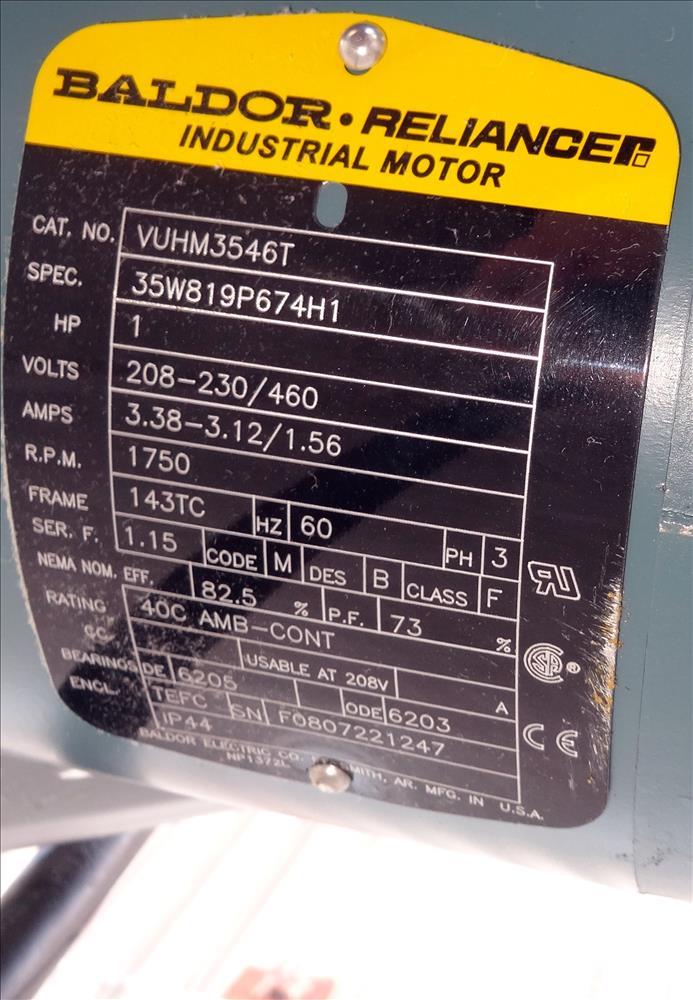 BALDOR • RELIANCER
INDUSTRIAL MOTOR
CAT. NO. VUHM3546T
SPEC. 35W819P674H1
HP 1
VOLTS 208-230/460
AMPS 3.38-3.12/1.56
R.P.M. 1750
FRAME 143TC HZ 60 PH 3
SER. F. 1.15 CODE M DES B CLASS F
NEMA NOM. EFF. 82.5 % P.F. 73 %
RATING 40C AMB-CONT
CC USABLE AT 208V A
BEARINGS DE 6205 ODE 6203
ENCL. TEFC SN F0807221247
IP44
BALDOR ELECTRIC CO. SMITH, AR. MFG. IN U.S.A.
NP1372L
RU
SA ®
CE